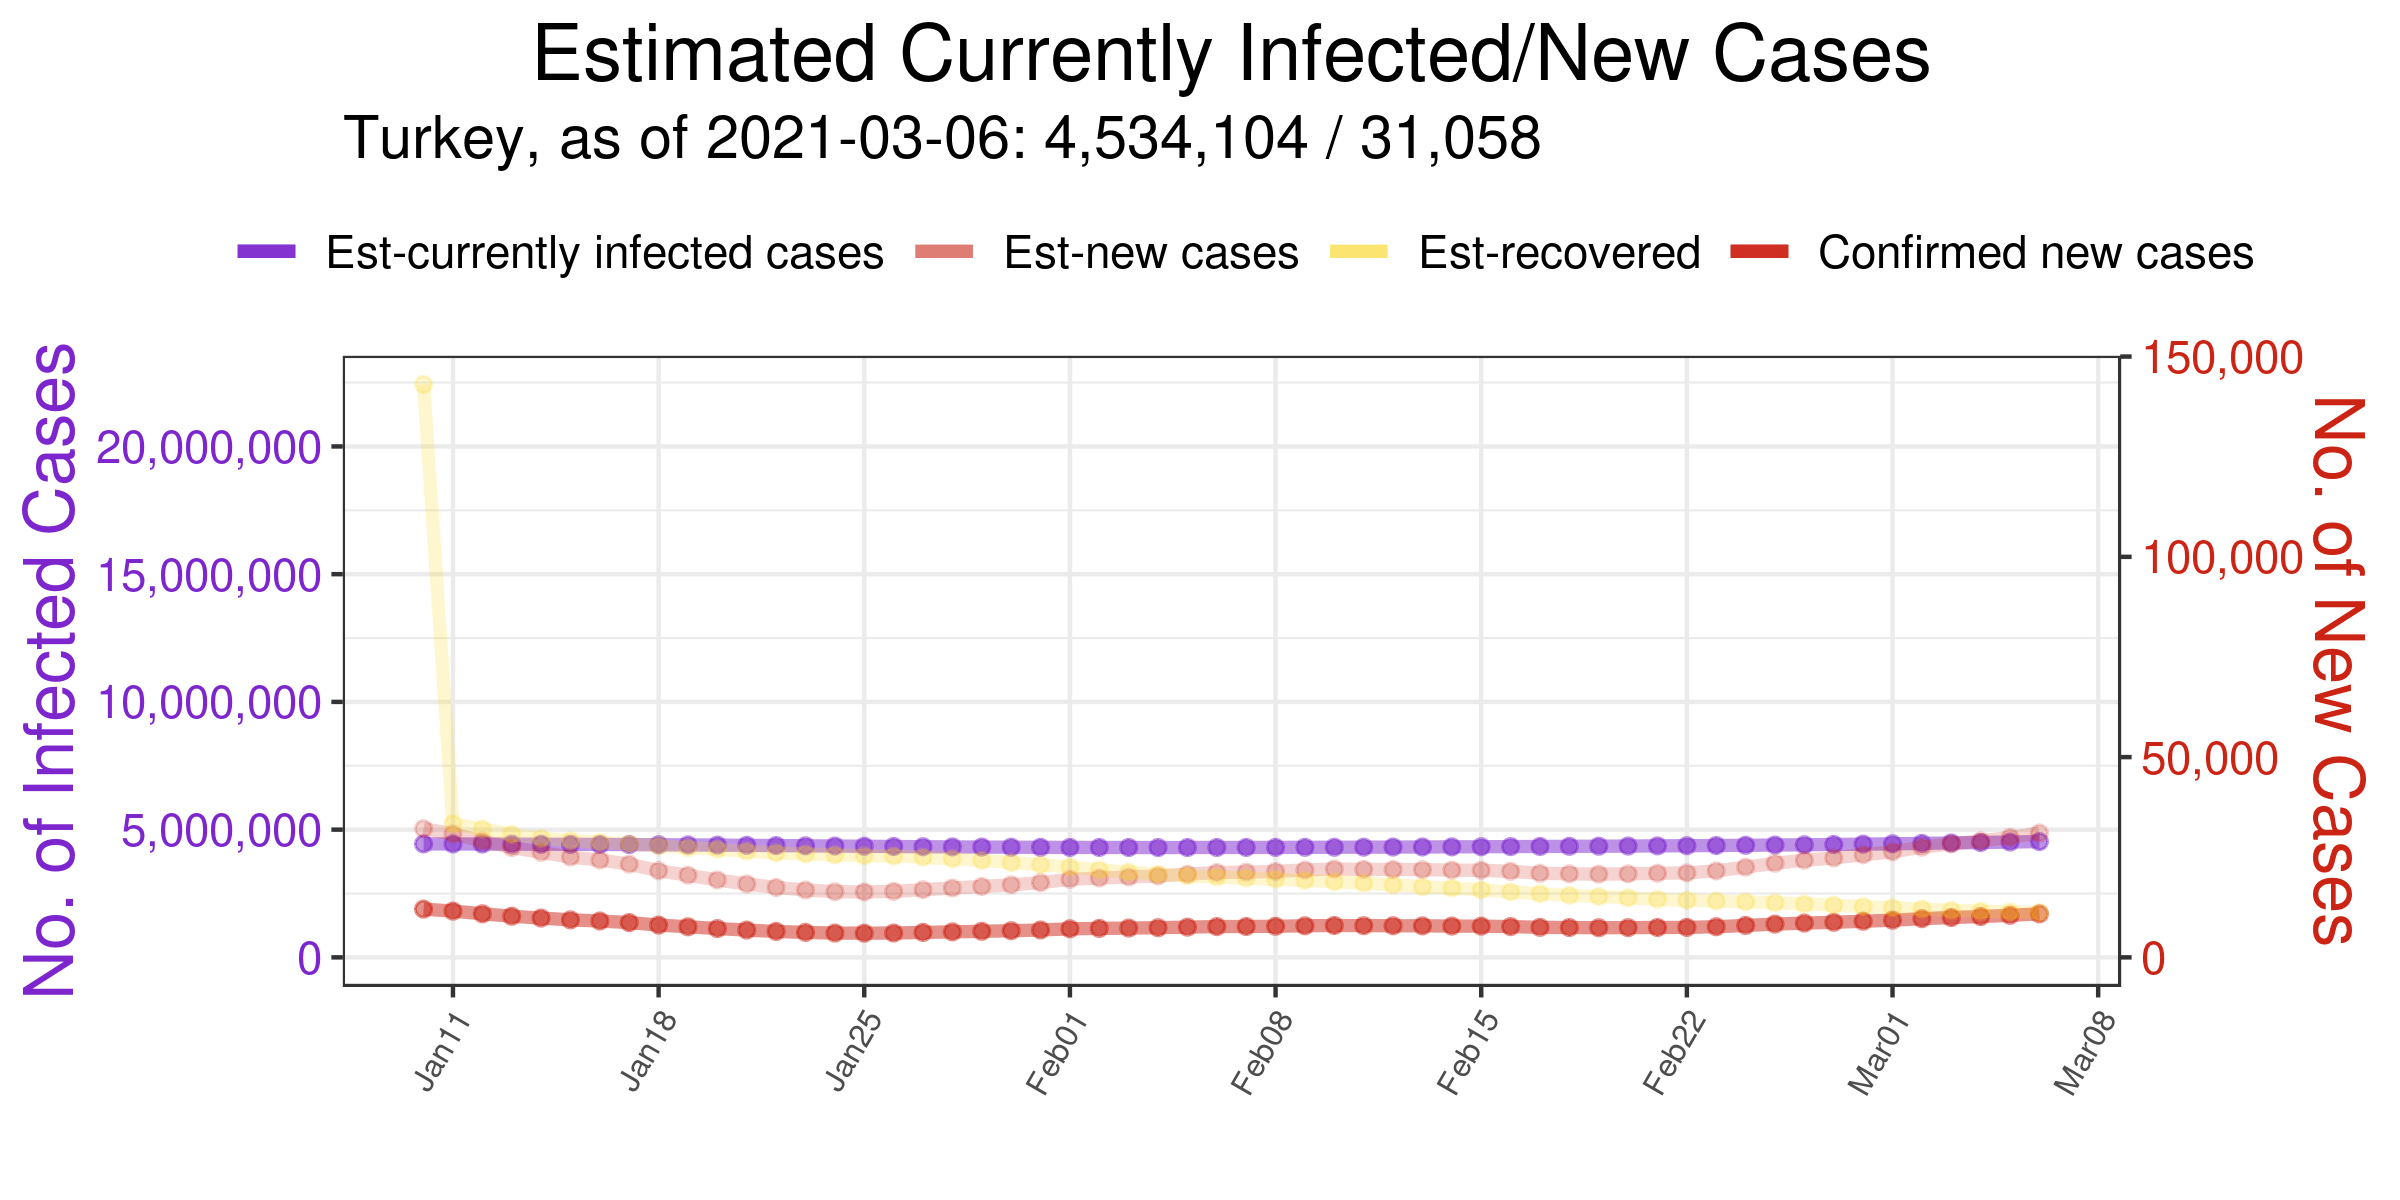 Estimated Currently Infected/New Cases
Turkey, as of 2021-03-06: 4,534,104 / 31,058
Est-currently infected cases Est-new cases Est-recovered Confirmed new cases
No. of Infected Cases
20,000,000
15,000,000
10,000,000
5,000,000
0
150,000
100,000
50,000
0
No. of New Cases
Jan11 Jan18 Jan25 Feb01 Feb08 Feb15 Feb22 Mar01 Mar08